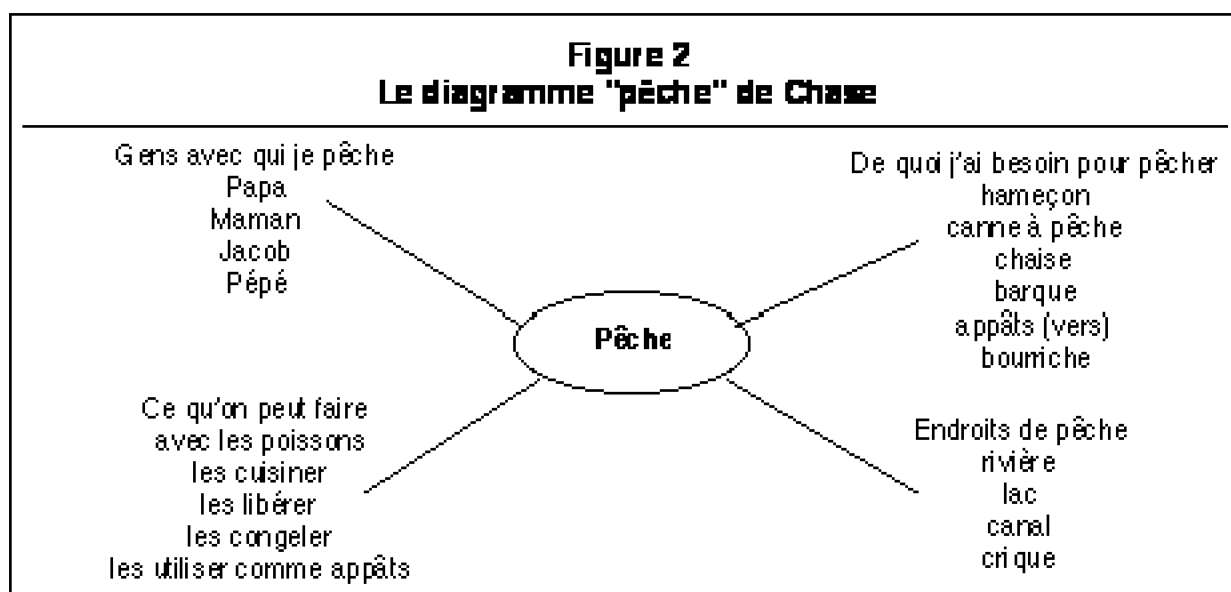 Figure 2
Le diagramme "pêche" de Chase
Gens avec qui je pêche
Papa
Maman
Jacob
Pépé
De quoi j'ai besoin pour pêcher
hameçon
canne à pêche
chaise
barque
appâts (vers)
bourriche
Pêche
Ce qu'on peut faire
avec les poissons
les cuisiner
les libérer
les congeler
les utiliser comme appâts
Endroits de pêche
rivière
lac
canal
crique